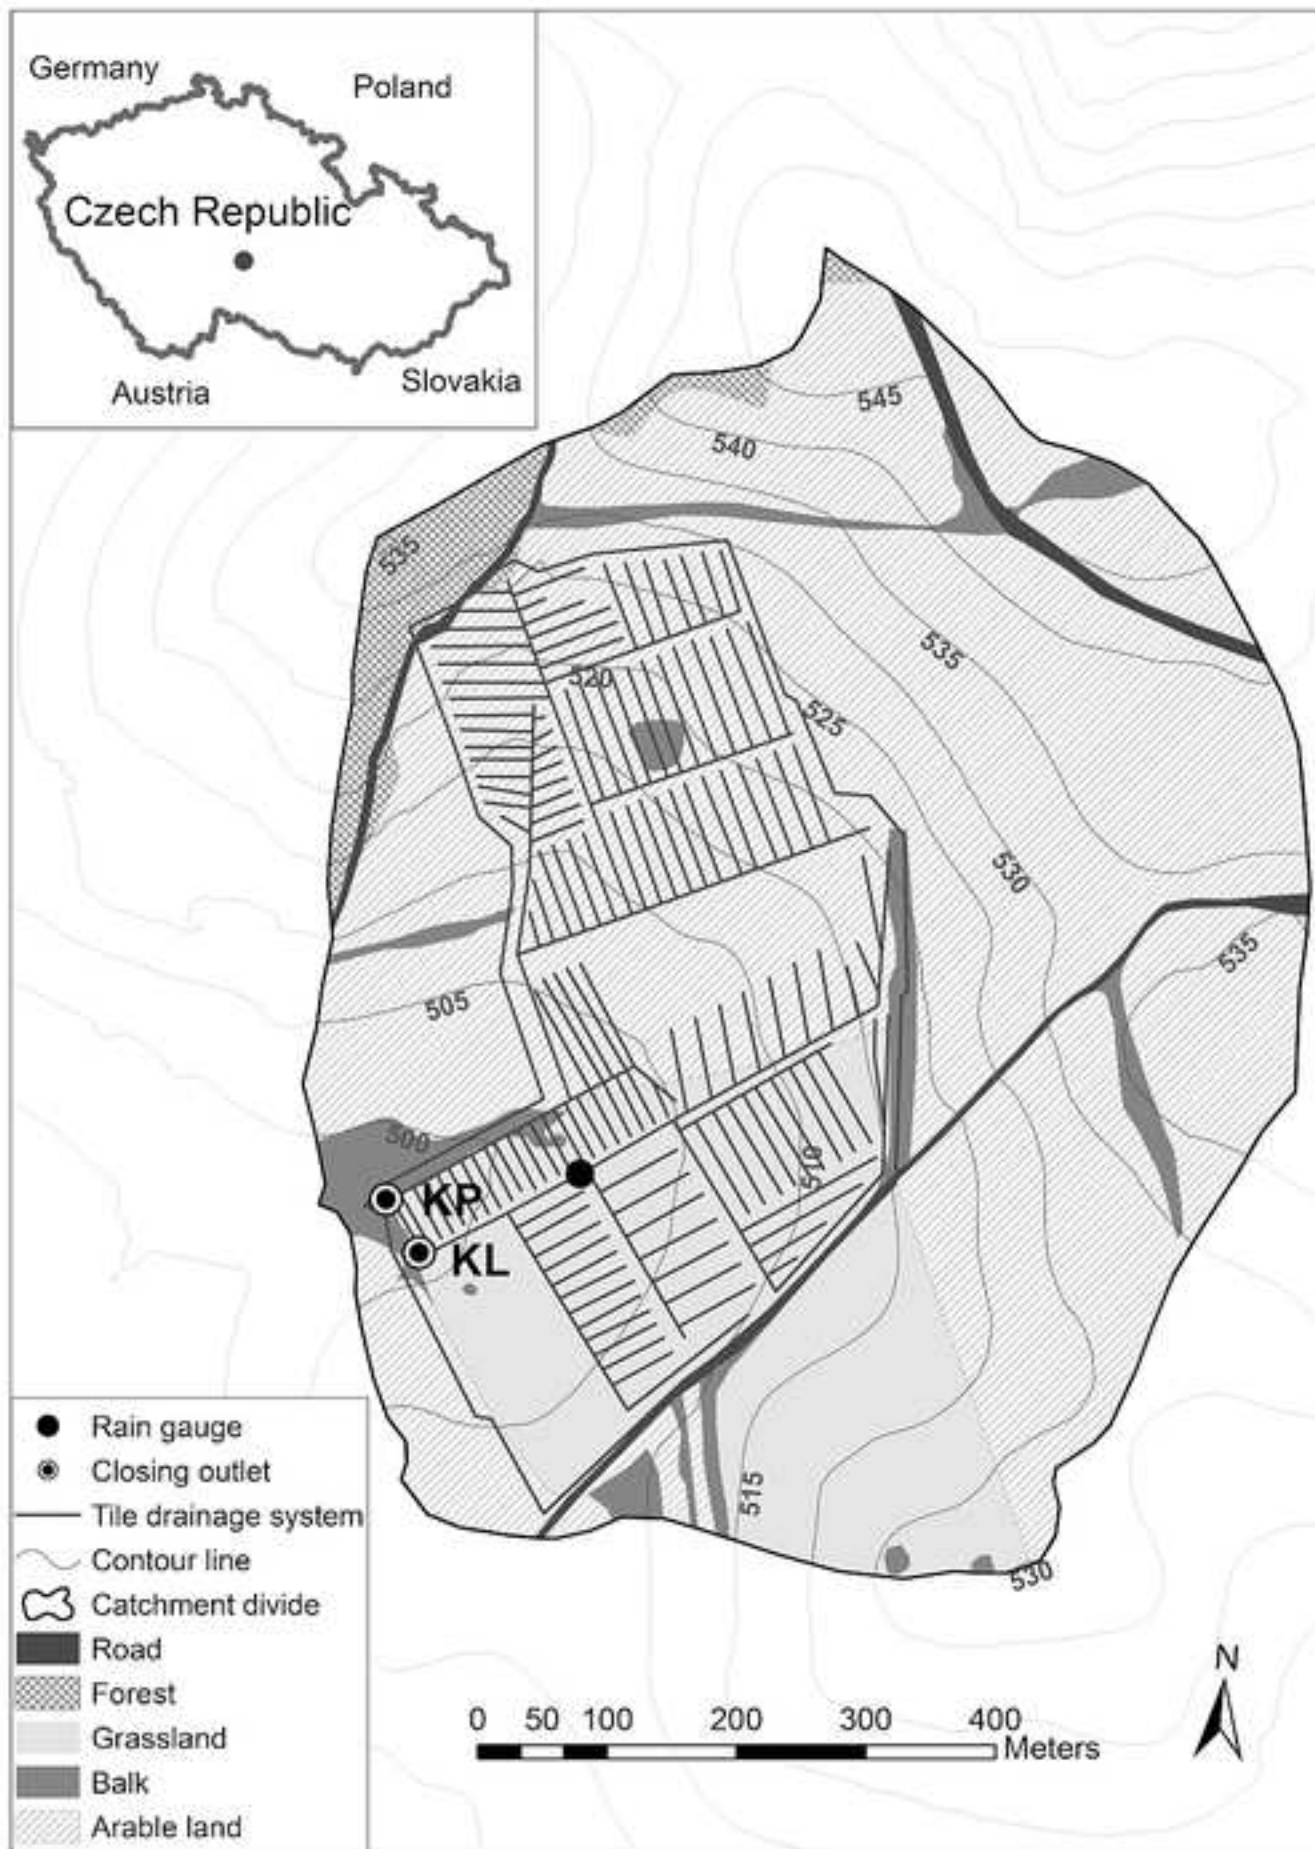 Germany
Poland
Czech Republic
Austria
Slovakia
545
540
535
520
535
525
530
535
505
500
510
KP
KL
515
530
Rain gauge
Closing outlet
Tile drainage system
Contour line
Catchment divide
Road
Forest
Grassland
Balk
Arable land
N
0 50 100 200 300 400
Meters